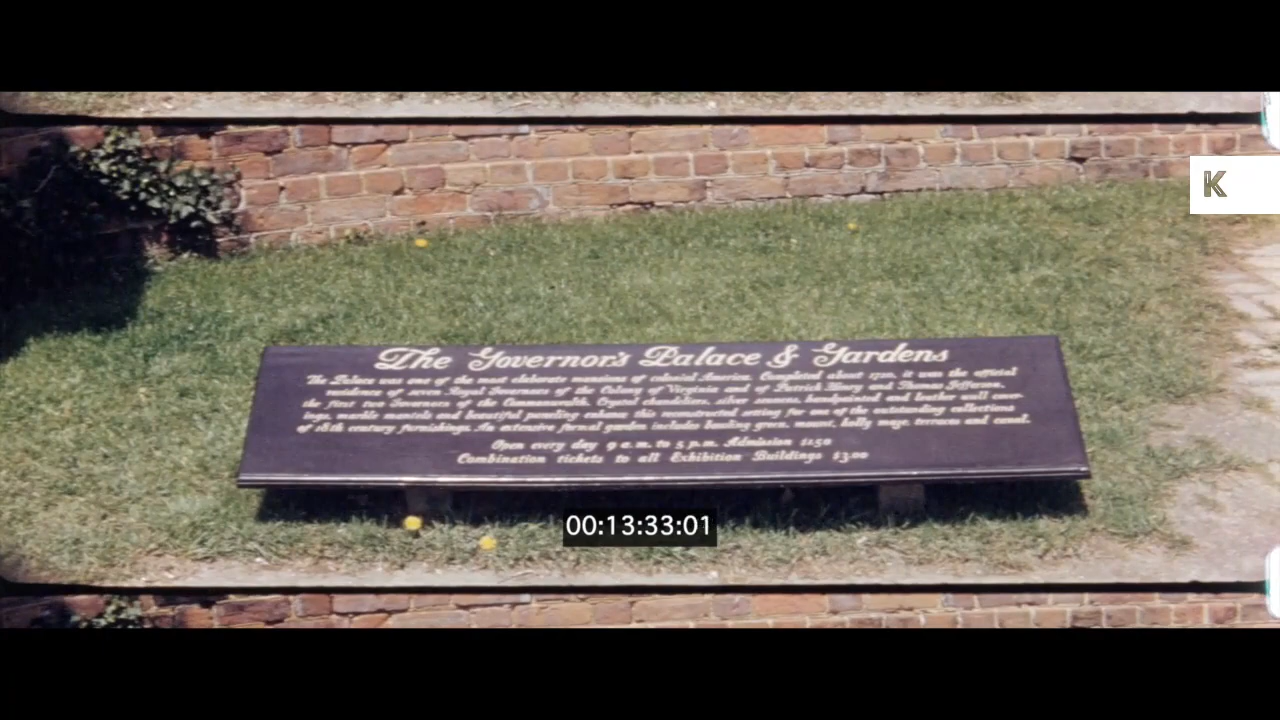 K
The Governor's Palace & Gardens
The Palace was one of the most elaborate mansions of colonial America. Completed about 1720, it was the official
residence of seven Royal Governors of the Colony of Virginia and of Patrick Henry and Thomas Jefferson,
the first two Governors of the Commonwealth. Crystal chandeliers, silver sconces, handpainted and leather wall cover-
ings, marble mantels and beautiful paneling enhance this reconstructed setting for one of the outstanding collections
of 18th century furnishings. An extensive formal garden includes bowling green, mount, holly maze, terraces and canal.
Open every day 9 a.m. to 5 p.m. Admission $1.50
Combination tickets to all Exhibition Buildings $3.00
00:13:33:01